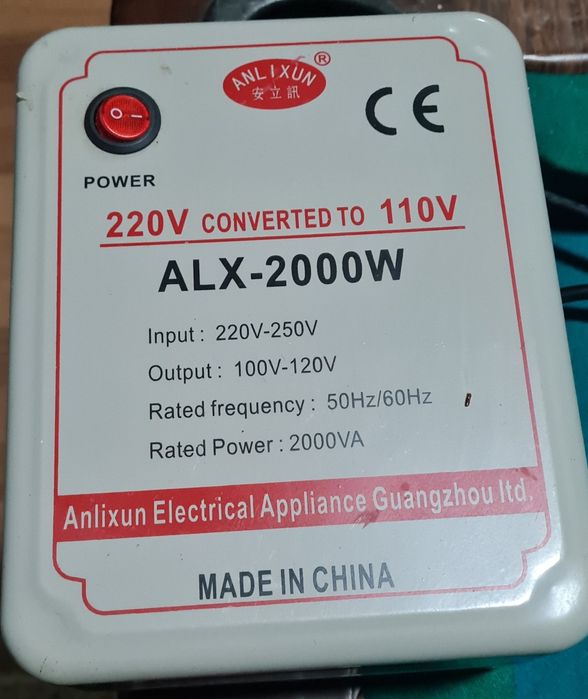 ANLIXUN ®
安立訊
CE
O I
POWER
220V CONVERTED TO 110V
ALX-2000W
Input : 220V-250V
Output : 100V-120V
Rated frequency : 50Hz/60Hz
Rated Power : 2000VA
Anlixun Electrical Appliance Guangzhou ltd.
MADE IN CHINA